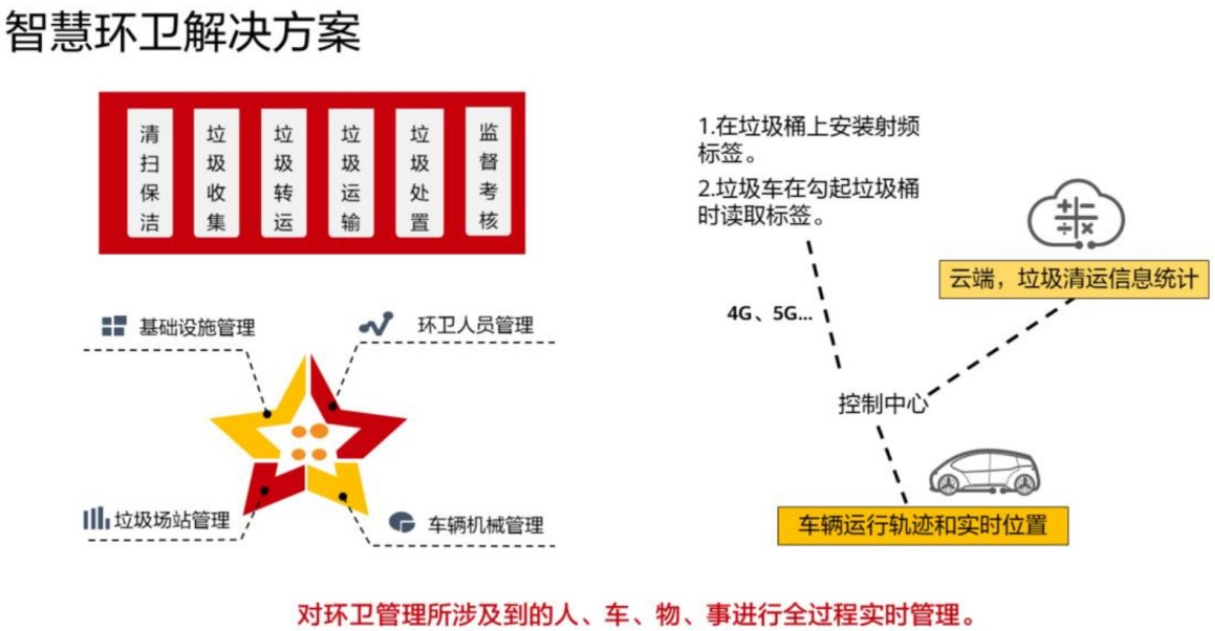 智慧环卫解决方案
清扫保洁
垃圾收集
垃圾转运
垃圾运输
垃圾处置
监督考核
基础设施管理
环卫人员管理
垃圾场站管理
车辆机械管理
1.在垃圾桶上安装射频
标签。
2.垃圾车在勾起垃圾桶
时读取标签。
云端，垃圾清运信息统计
4G、5G...
控制中心
车辆运行轨迹和实时位置
对环卫管理所涉及到的人、车、物、事进行全过程实时管理。